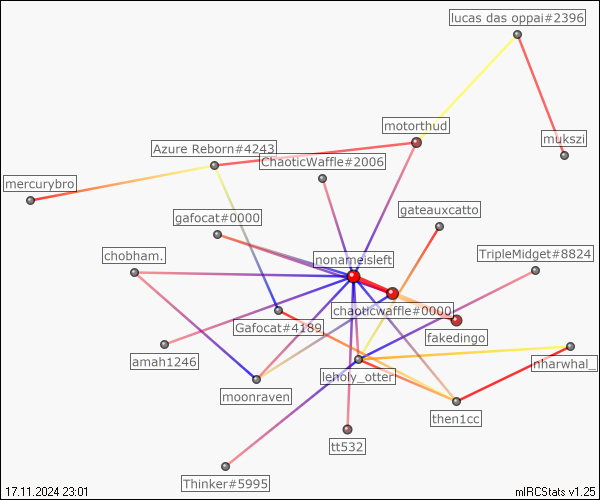 lucas das oppai#2396
motorthud
mukszi
Azure Reborn#4243
ChaoticWaffle#2006
mercurybro
gafocat#0000
gateauxcatto
chobham.
nonameisleft
TripleMidget#8824
chaoticwaffle#0000
Gafocat#4189
fakedingo
amah1246
leholy_otter
nharwhal_
moonraven
then1cc
tt532
Thinker#5995
17.11.2024 23:01
mIRCStats v1.25